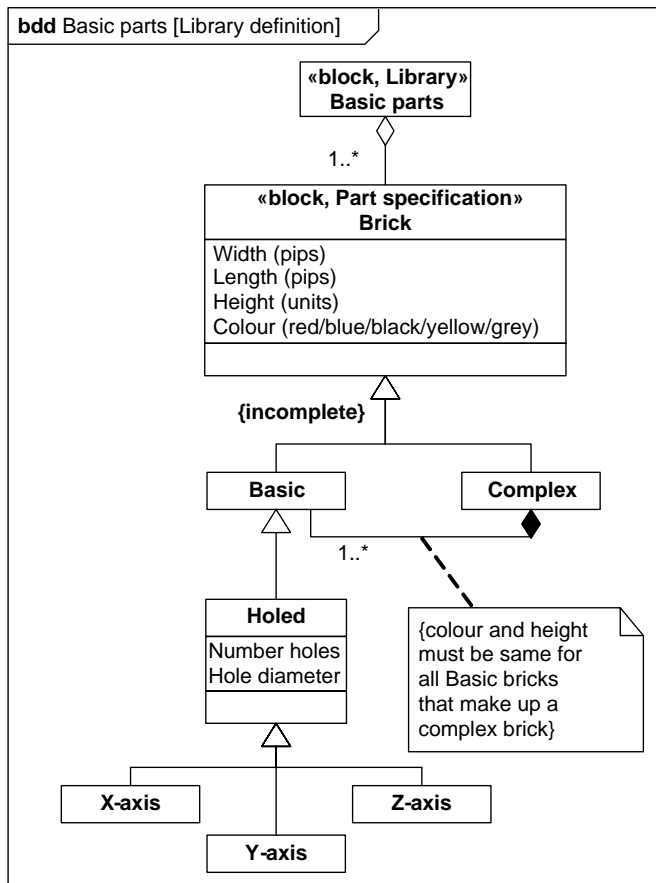 bdd Basic parts [Library definition]
«block, Library»
Basic parts
1..*
«block, Part specification»
Brick
Width (pips)
Length (pips)
Height (units)
Colour (red/blue/black/yellow/grey)
{incomplete}
Basic
Complex
1..*
Holed
Number holes
Hole diameter
{colour and height
must be same for
all Basic bricks
that make up a
complex brick}
X-axis
Z-axis
Y-axis